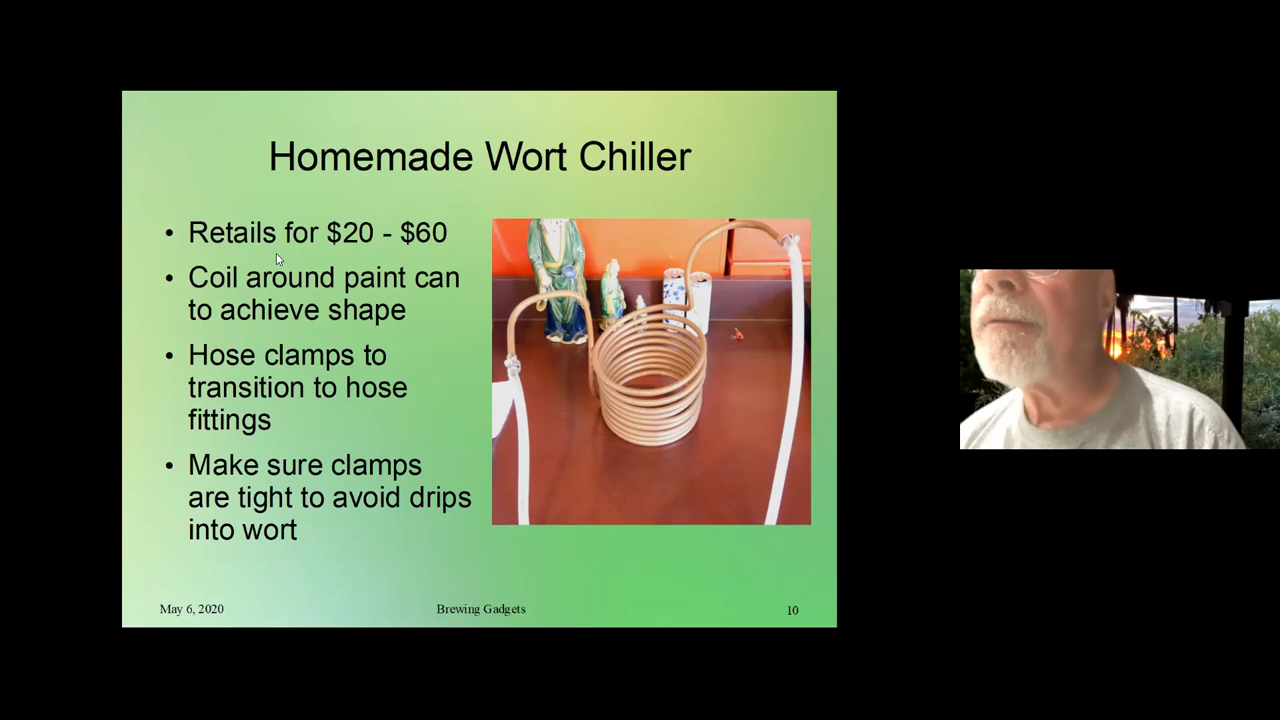 Homemade Wort Chiller
• Retails for $20 - $60
• Coil around paint can
to achieve shape
• Hose clamps to
transition to hose
fittings
• Make sure clamps
are tight to avoid drips
into wort
May 6, 2020
Brewing Gadgets
10